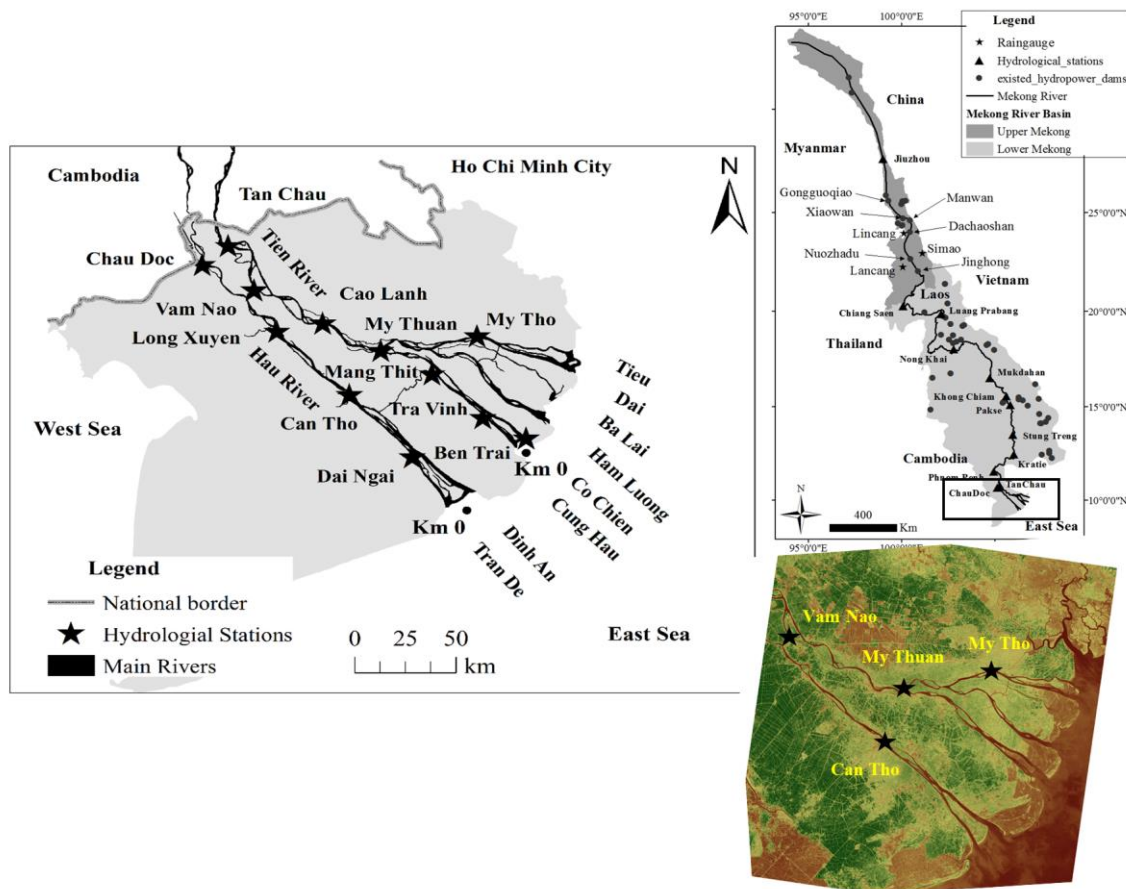 Cambodia
Ho Chi Minh City
N
Tan Chau
Chau Doc
Tien River
Cao Lanh
Vam Nao
My Thuan
My Tho
Long Xuyen
Hau River
Mang Thit
Tieu
Dai
Tra Vinh
Ba Lai
West Sea
Can Tho
Ham Luong
Ben Trai
Km 0
Co Chien
Dai Ngai
Cung Hau
Km 0
Dinh An
Tran De
Legend
National border
Hydrologial Stations
Main Rivers
0 25 50
km
East Sea
95°0'0"E 100°0'0"E
Legend
Raingauge
Hydrological_stations
existed_hydropower_dams
Mekong River
Mekong River Basin
Upper Mekong
Lower Mekong
China
Myanmar
Jiuzhou
Gongguoqiao
Manwan
Xiaowan
25°0'0"N
Dachaoshan
Lincang
Simao
Nuozhadu
Jinghong
Lancang
Vietnam
Laos
Chiang Saen
Luang Prabang
20°0'0"N
Thailand
Nong Khai
Mukdahan
Khong Chiam
15°0'0"N
Pakse
Stung Treng
Cambodia
Kratie
Phnom Penh
TanChau
ChauDoc
10°0'0"N
N
400
Km
East Sea
95°0'0"E 100°0'0"E
Vam Nao
My Thuan
My Tho
Can Tho